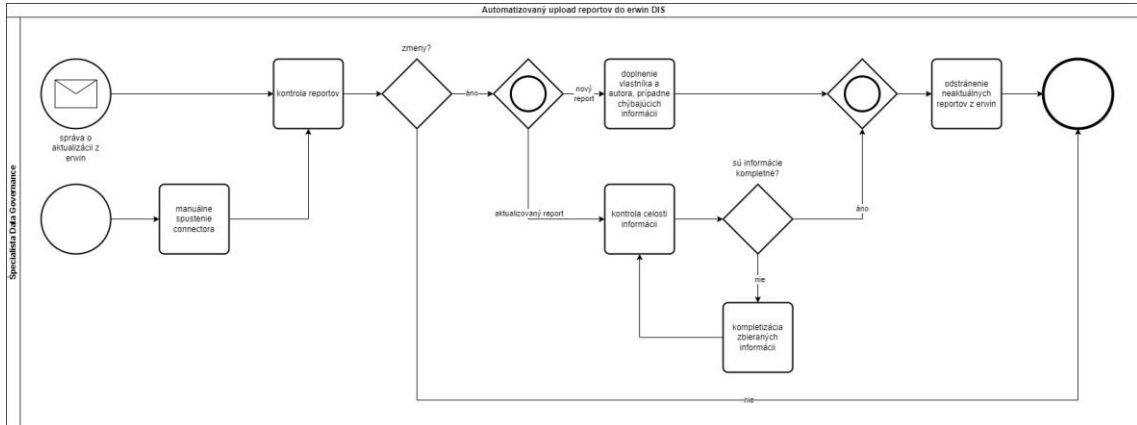 Automatizovaný upload reportov do erwin DIS
Specialista Data Governance
správa o
aktualizácii z
erwin
manuálne
spustenie
connectora
kontrola reportov
zmeny?
áno
nový
report
doplnenie
vlastníka a
autora, prípadne
chýbajúcich
informácií
aktualizovaný report
kontrola celosti
informácií
sú informácie
kompletné?
áno
nie
kompletizácia
zbieraných
informácií
odstránenie
neaktuálnych
reportov z erwin
nie